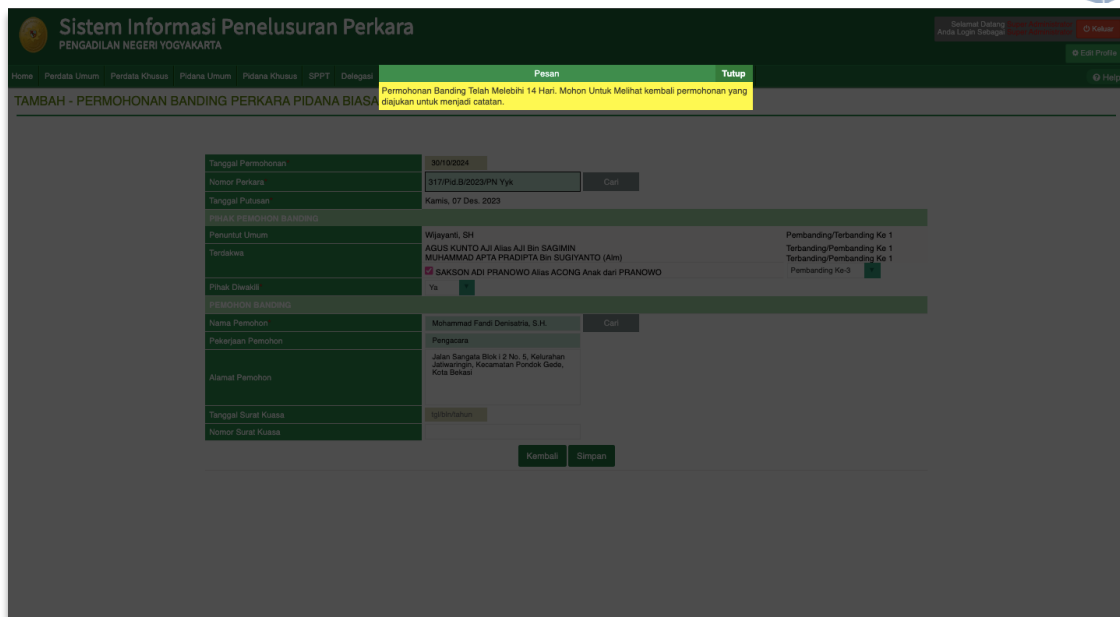 Sistem Informasi Penelusuran Perkara
PENGADILAN NEGERI YOGYAKARTA
Selamat Datang
Anda Login Sebagai
Keluar
Edit Profile
Home Perdata Umum Perdata Khusus Pidana Umum Pidana Khusus SPPT Delegasi
Help
Pesan Tutup
Permohonan Banding Telah Melebihi 14 Hari. Mohon Untuk Melihat kembali permohonan yang
diajukan untuk menjadi catatan.
TAMBAH - PERMOHONAN BANDING PERKARA PIDANA BIASA
Tanggal Permohonan 30/10/2024
Nomor Perkara 317/Pid.B/2023/PN Yyk Cari
Tanggal Putusan Kamis, 07 Des. 2023
PIHAK PEMOHON BANDING
Penuntut Umum Wijayanti, SH Pembanding/Terbanding Ke 1
Terdakwa AGUS KUNTO AJI Alias AJI Bin SAGIMIN Terbanding/Pembanding Ke 1
MUHAMMAD APTA PRADIPTA Bin SUGIYANTO (Alm) Terbanding/Pembanding Ke 1
SAKSON ADI PRANOWO Alias ACONG Anak dari PRANOWO Pembanding Ke-3
Pihak Diwakili Ya
PEMOHON BANDING
Nama Pemohon Mohammad Fandi Denisatria, S.H. Cari
Pekerjaan Pemohon Pengacara
Alamat Pemohon Jalan Sangata Blok i 2 No. 5, Kelurahan
Jatiwaringin, Kecamatan Pondok Gede,
Kota Bekasi
Tanggal Surat Kuasa tgl/bln/tahun
Nomor Surat Kuasa
Kembali Simpan